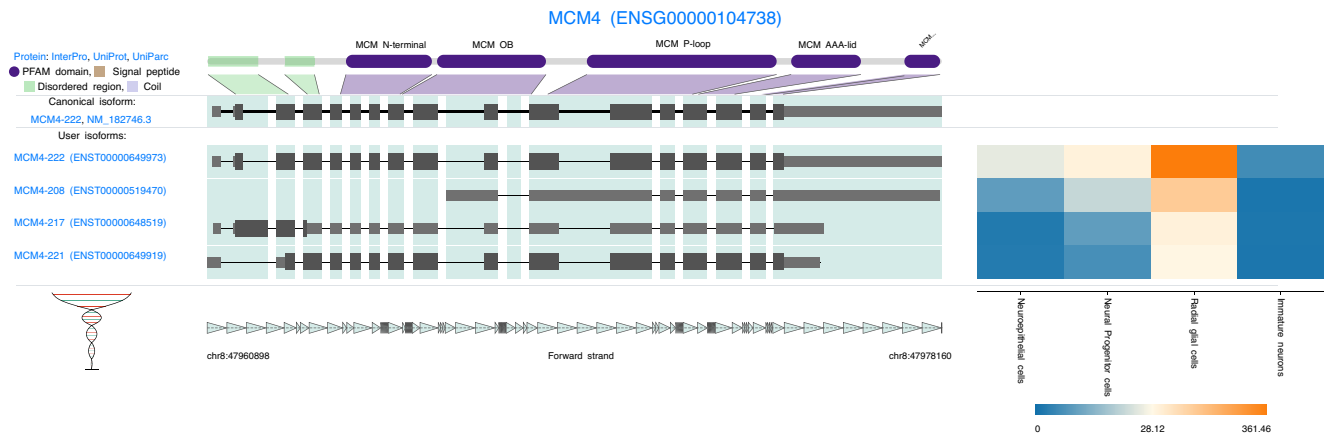 MCM4 (ENSG00000104738)
MCM N-terminal
MCM OB
MCM P-loop
MCM AAA-lid
MCM...
Protein: InterPro, UniProt, UniParc
PFAM domain, Signal peptide
Disordered region, Coil
Canonical isoform:
MCM4-222, NM_182746.3
User isoforms:
MCM4-222 (ENST00000649973)
MCM4-208 (ENST00000519470)
MCM4-217 (ENST00000648519)
MCM4-221 (ENST00000649919)
chr8:47960898
Forward strand
chr8:47978160
Neuroepithelial cells
Neural Progenitor cells
Radial glial cells
Immature neurons
0
28.12
361.46